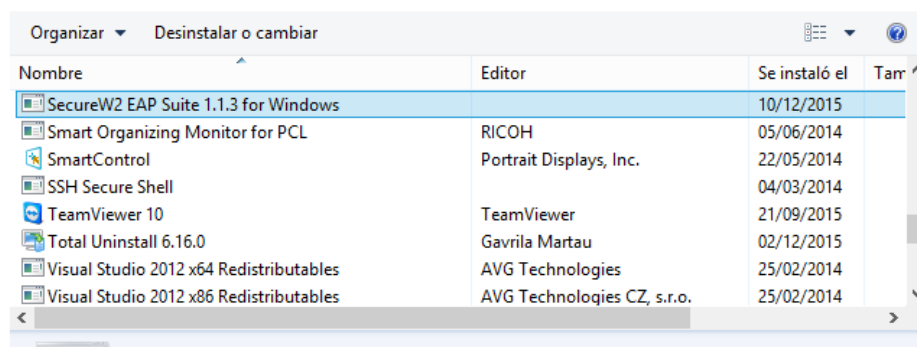 Organizar Desinstalar o cambiar
Nombre Editor Se instaló el Tam
SecureW2 EAP Suite 1.1.3 for Windows 10/12/2015
Smart Organizing Monitor for PCL RICOH 05/06/2014
SmartControl Portrait Displays, Inc. 22/05/2014
SSH Secure Shell 04/03/2014
TeamViewer 10 TeamViewer 21/09/2015
Total Uninstall 6.16.0 Gavrila Martau 02/12/2015
Visual Studio 2012 x64 Redistributables AVG Technologies 25/02/2014
Visual Studio 2012 x86 Redistributables AVG Technologies CZ, s.r.o. 25/02/2014